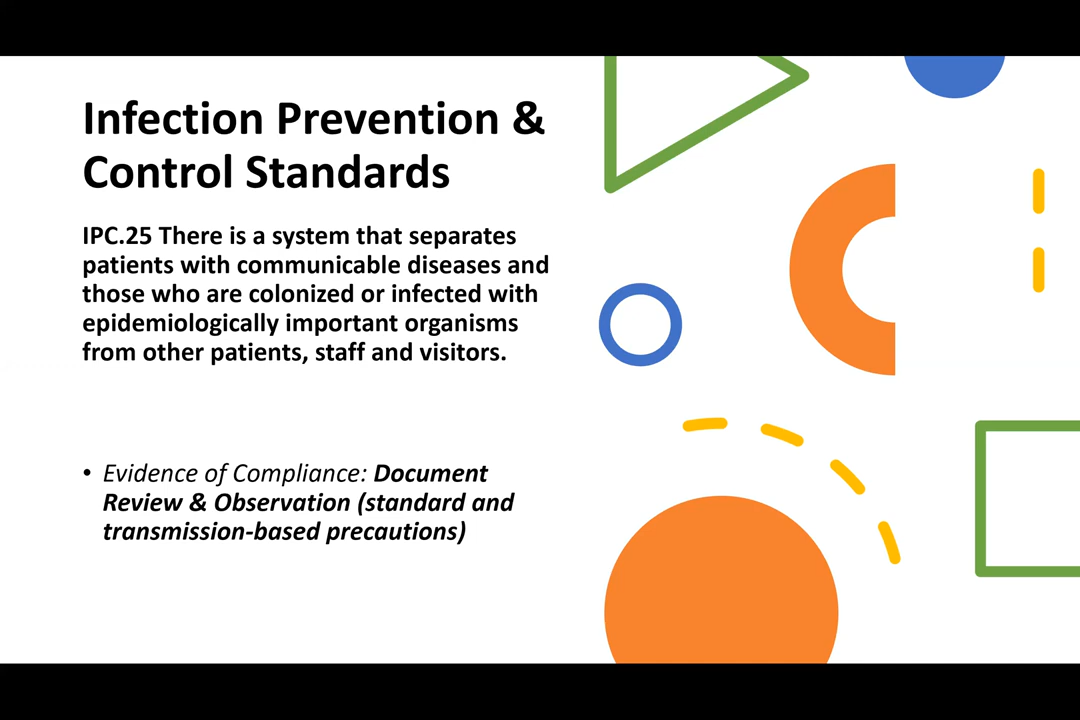 Infection Prevention &
Control Standards
IPC.25 There is a system that separates
patients with communicable diseases and
those who are colonized or infected with
epidemiologically important organisms
from other patients, staff and visitors.
• Evidence of Compliance: Document
Review & Observation (standard and
transmission-based precautions)